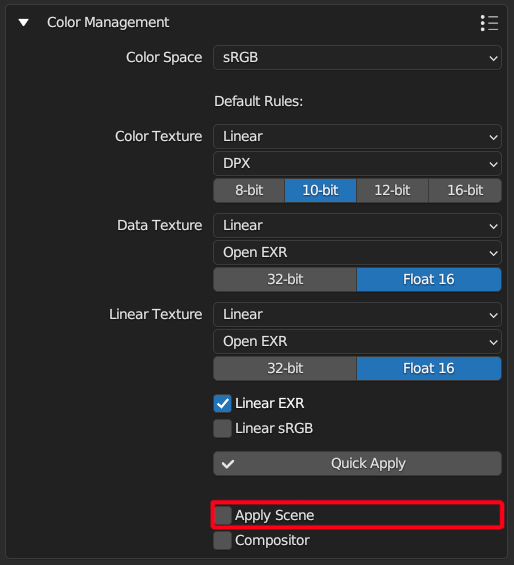 Color Management
Color Space sRGB
Default Rules:
Color Texture Linear
DPX
8-bit 10-bit 12-bit 16-bit
Data Texture Linear
Open EXR
32-bit Float 16
Linear Texture Linear
Open EXR
32-bit Float 16
Linear EXR
Linear sRGB
Quick Apply
Apply Scene
Compositor